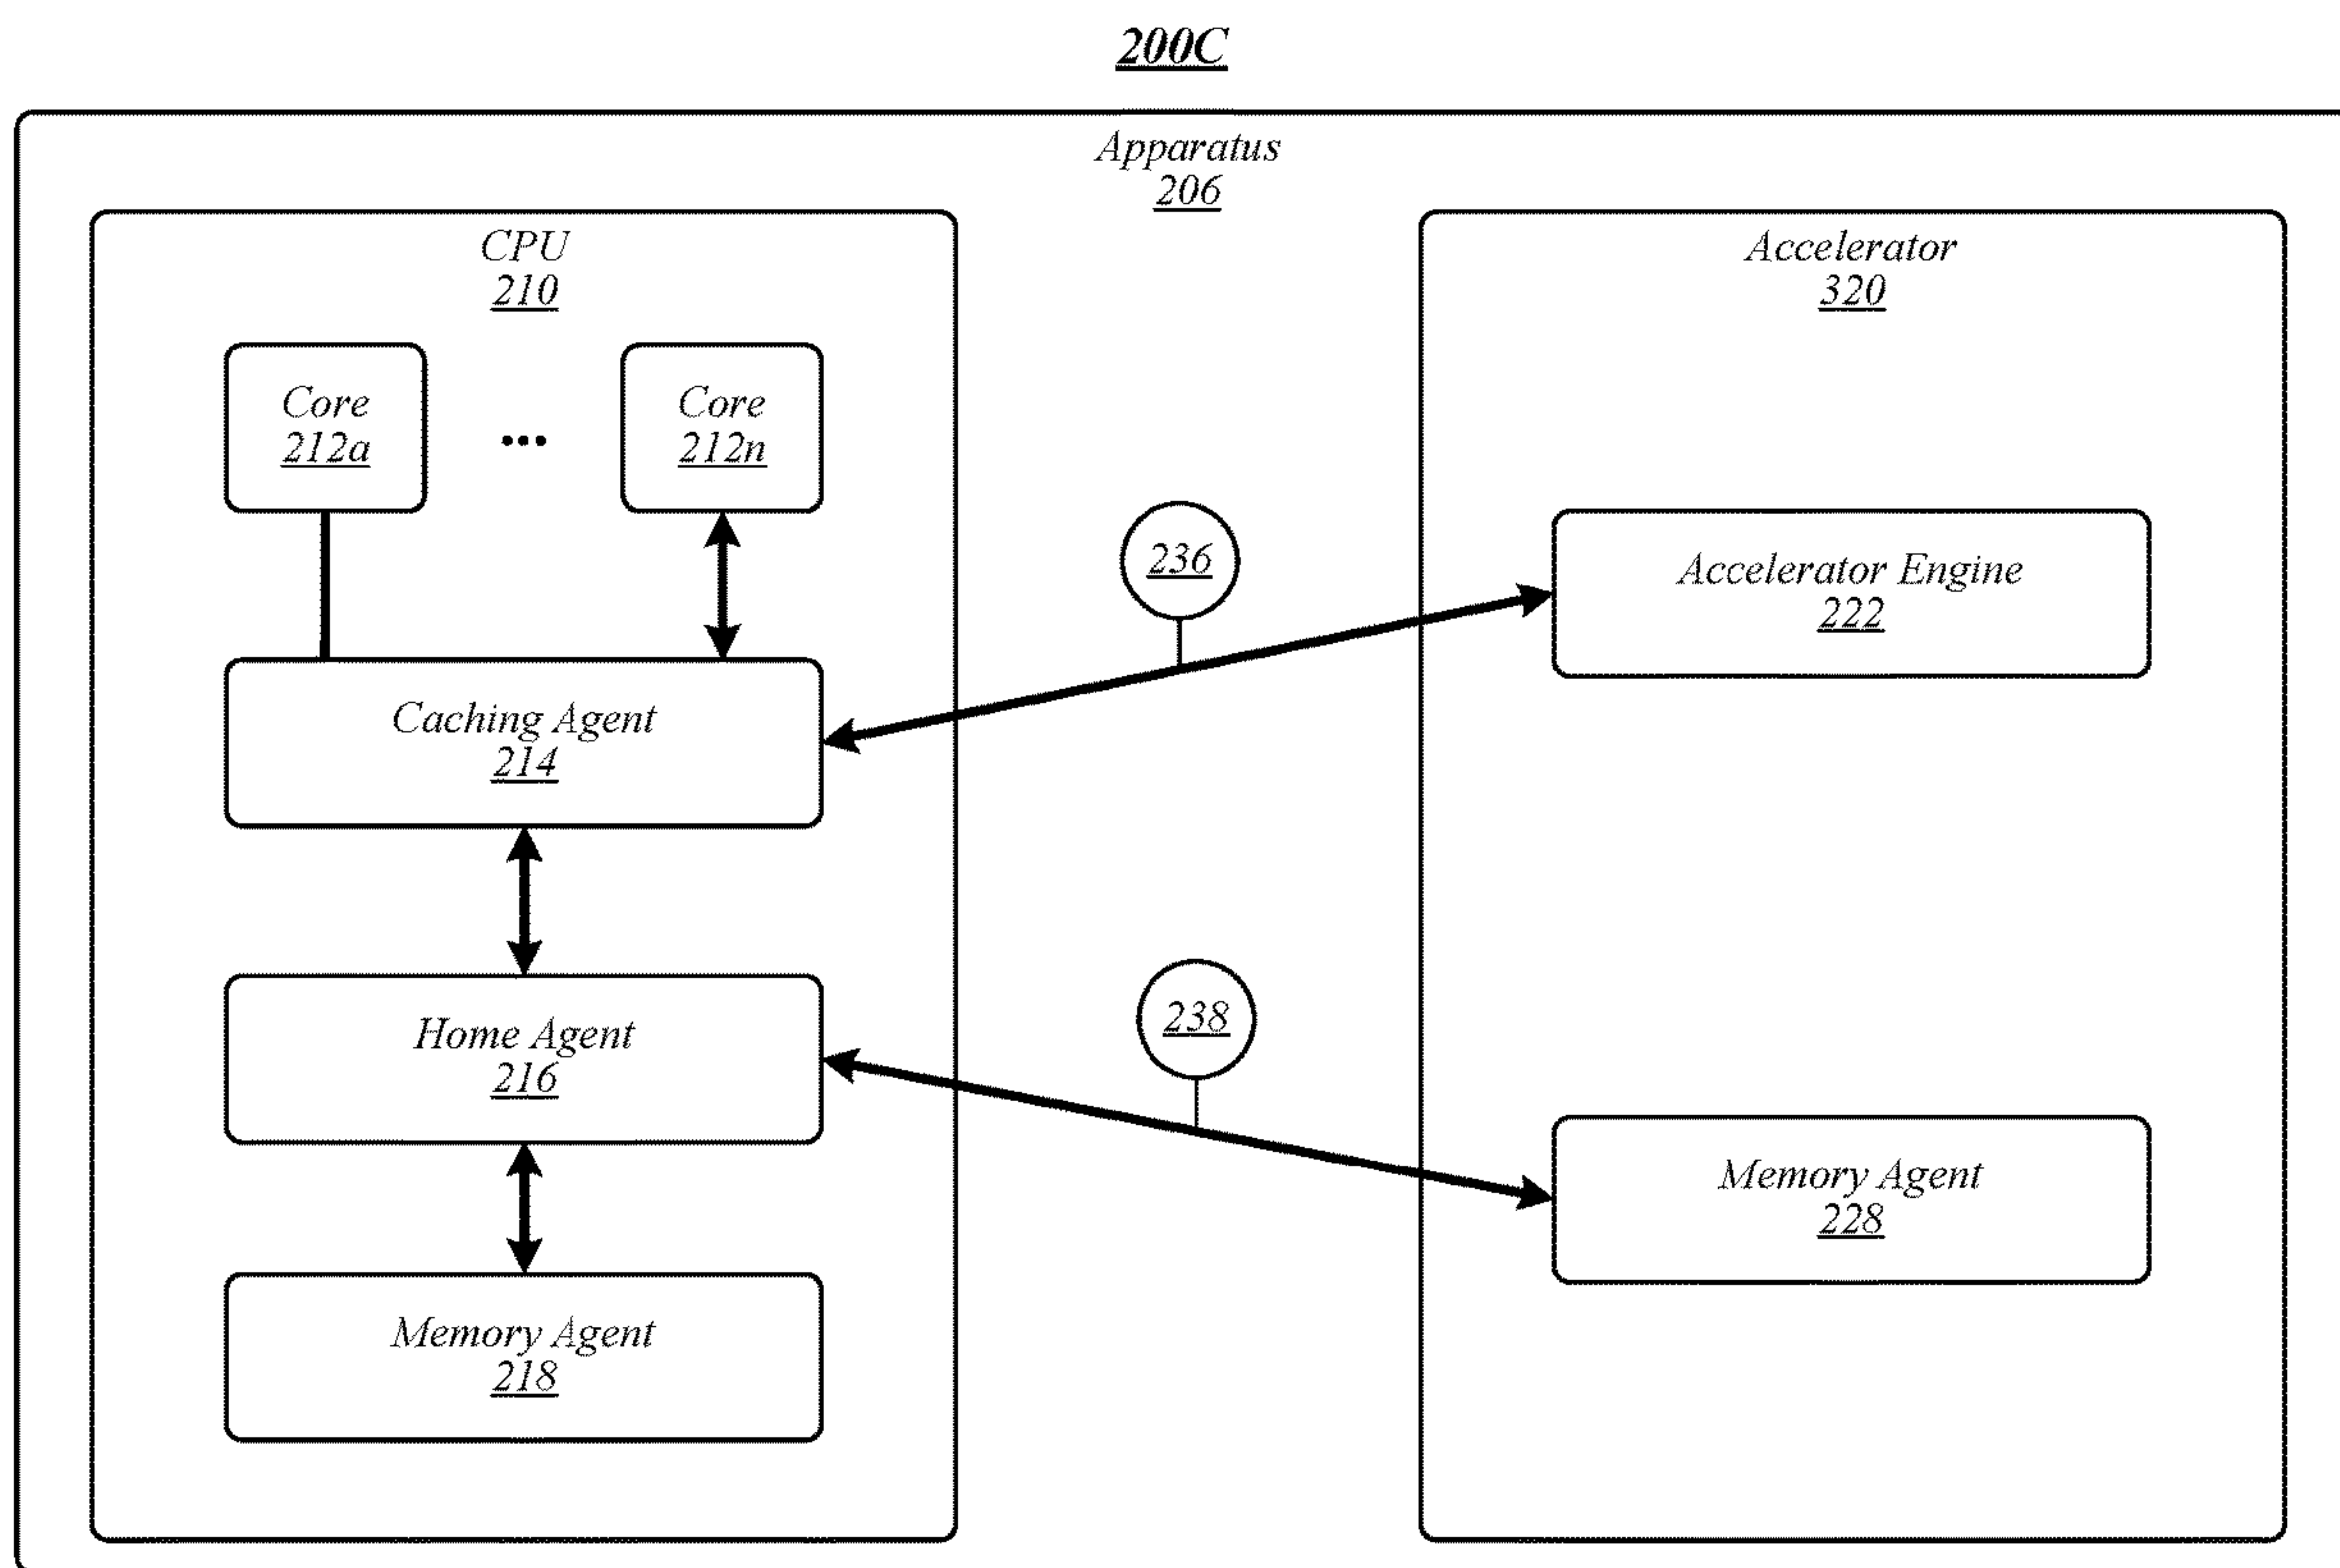 200C
Apparatus
206
CPU
210
Accelerator
320
Core
212a
...
Core
212n
236
Accelerator Engine
222
Caching Agent
214
238
Home Agent
216
Memory Agent
228
Memory Agent
218